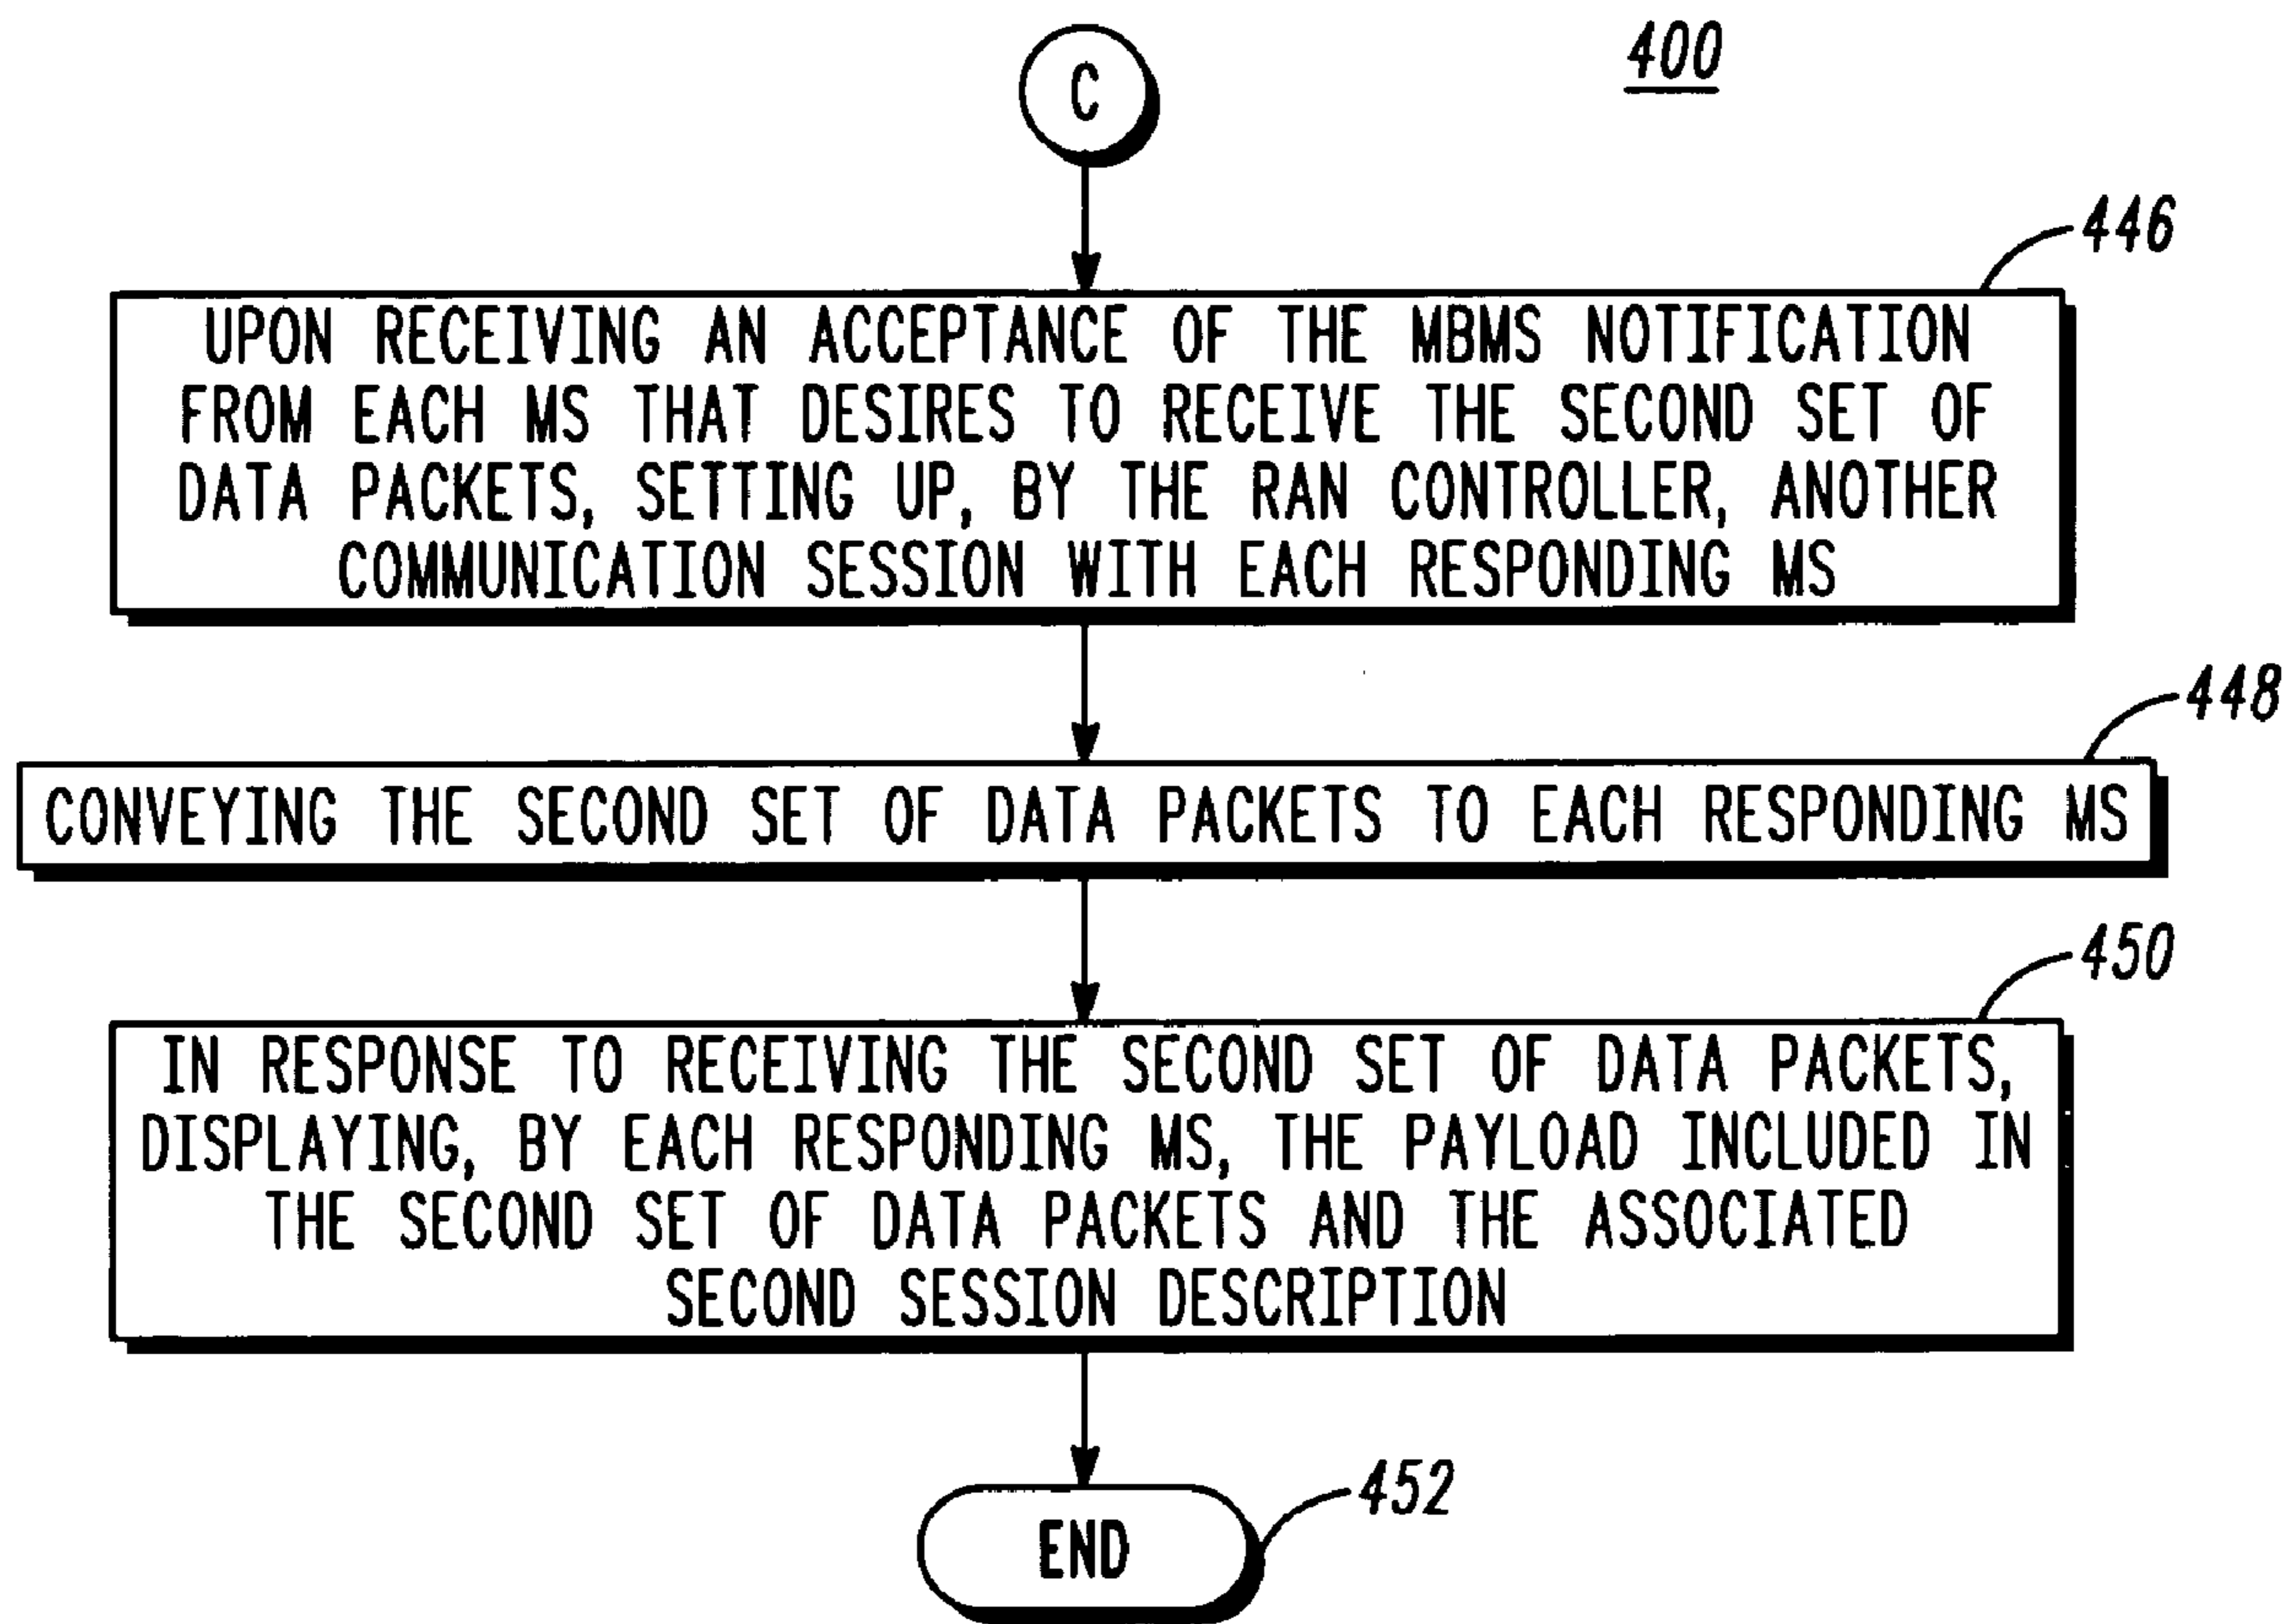 400
C
446
UPON RECEIVING AN ACCEPTANCE OF THE MBMS NOTIFICATION
FROM EACH MS THAT DESIRES TO RECEIVE THE SECOND SET OF
DATA PACKETS, SETTING UP, BY THE RAN CONTROLLER, ANOTHER
COMMUNICATION SESSION WITH EACH RESPONDING MS
448
CONVEYING THE SECOND SET OF DATA PACKETS TO EACH RESPONDING MS
450
IN RESPONSE TO RECEIVING THE SECOND SET OF DATA PACKETS,
DISPLAYING, BY EACH RESPONDING MS, THE PAYLOAD INCLUDED IN
THE SECOND SET OF DATA PACKETS AND THE ASSOCIATED
SECOND SESSION DESCRIPTION
452
END